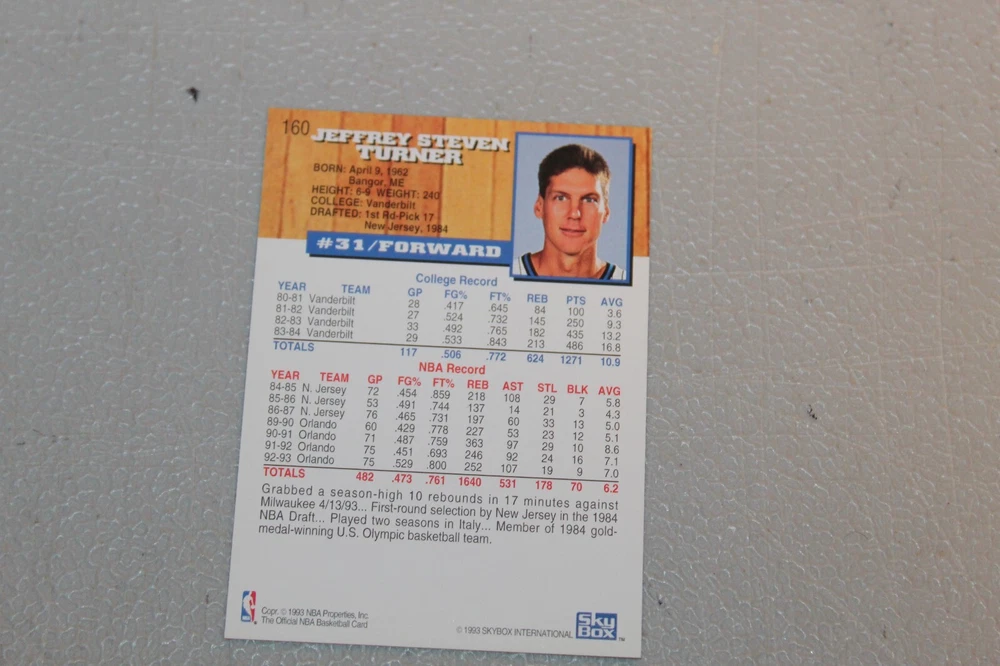 160
JEFFREY STEVEN
TURNER
BORN: April 9, 1962
Bangor, ME
HEIGHT: 6-9 WEIGHT: 240
COLLEGE: Vanderbilt
DRAFTED: 1st Rd-Pick 17
New Jersey, 1984
#31/FORWARD
College Record
YEAR TEAM GP FG% FT% REB PTS AVG
80-81 Vanderbilt 28 .417 .645 84 100 3.6
81-82 Vanderbilt 27 .524 .732 145 250 9.3
82-83 Vanderbilt 33 .492 .765 182 435 13.2
83-84 Vanderbilt 29 .533 .843 213 486 16.8
TOTALS 117 .506 .772 624 1271 10.9
NBA Record
YEAR TEAM GP FG% FT% REB AST STL BLK AVG
84-85 N. Jersey 72 .454 .859 218 108 29 7 5.8
85-86 N. Jersey 53 .491 .744 137 14 21 3 4.3
86-87 N. Jersey 76 .465 .731 197 60 33 13 5.0
89-90 Orlando 60 .429 .778 227 53 23 12 5.1
90-91 Orlando 71 .487 .759 363 97 29 10 8.6
91-92 Orlando 75 .451 .693 246 92 24 16 7.1
92-93 Orlando 75 .529 .800 252 107 19 9 7.0
TOTALS 482 .473 .761 1640 531 178 70 6.2
Grabbed a season-high 10 rebounds in 17 minutes against
Milwaukee 4/13/93... First-round selection by New Jersey in the 1984
NBA Draft... Played two seasons in Italy... Member of 1984 gold-
medal-winning U.S. Olympic basketball team.
NBA
Copr. © 1993 NBA Properties, Inc.
The Official NBA Basketball Card
© 1993 SKYBOX INTERNATIONAL
SkyBox™